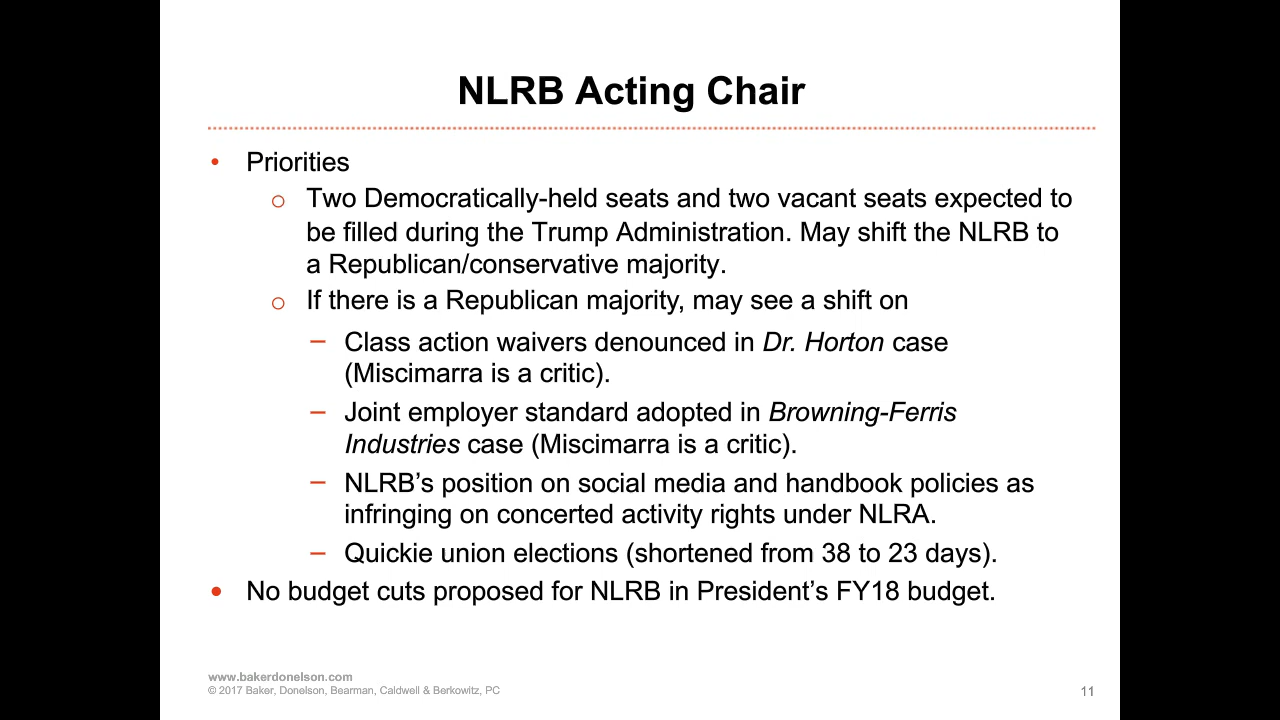 NLRB Acting Chair
• Priorities
o Two Democratically-held seats and two vacant seats expected to
be filled during the Trump Administration. May shift the NLRB to
a Republican/conservative majority.
o If there is a Republican majority, may see a shift on
– Class action waivers denounced in Dr. Horton case
(Miscimarra is a critic).
– Joint employer standard adopted in Browning-Ferris
Industries case (Miscimarra is a critic).
– NLRB’s position on social media and handbook policies as
infringing on concerted activity rights under NLRA.
– Quickie union elections (shortened from 38 to 23 days).
• No budget cuts proposed for NLRB in President’s FY18 budget.
www.bakerdonelson.com
© 2017 Baker, Donelson, Bearman, Caldwell & Berkowitz, PC
11